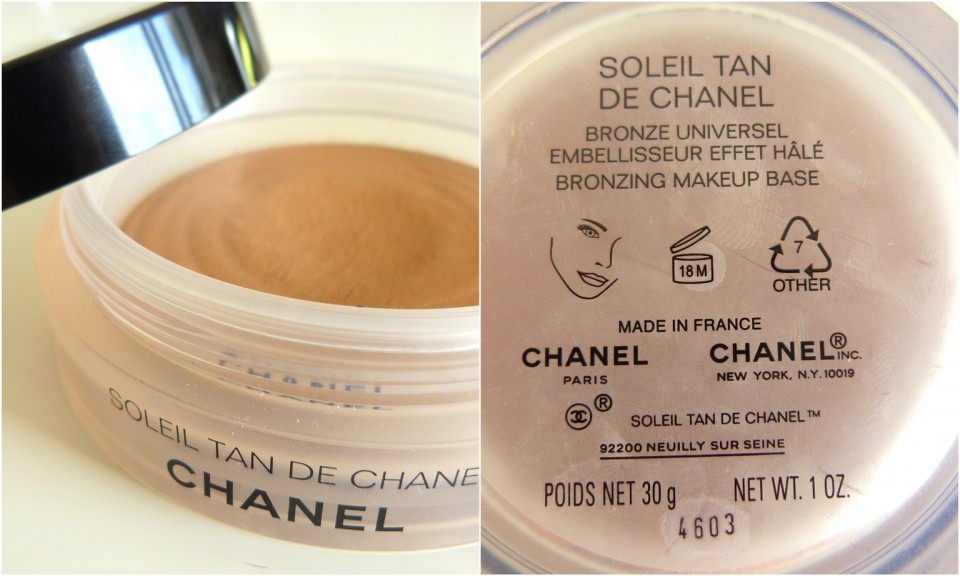 CHANEL
SOLEIL TAN DE CHANE
CHANEL
SOLEIL TAN
DE CHANEL
BRONZE UNIVERSEL
EMBELLISSEUR EFFET HÂLÉ
BRONZING MAKEUP BASE
18M
7
OTHER
MADE IN FRANCE
CHANEL CHANEL® INC.
PARIS NEW YORK, N.Y. 10019
® SOLEIL TAN DE CHANEL™
92200 NEUILLY SUR SEINE
POIDS NET 30 g NET WT. 1 OZ.
4603